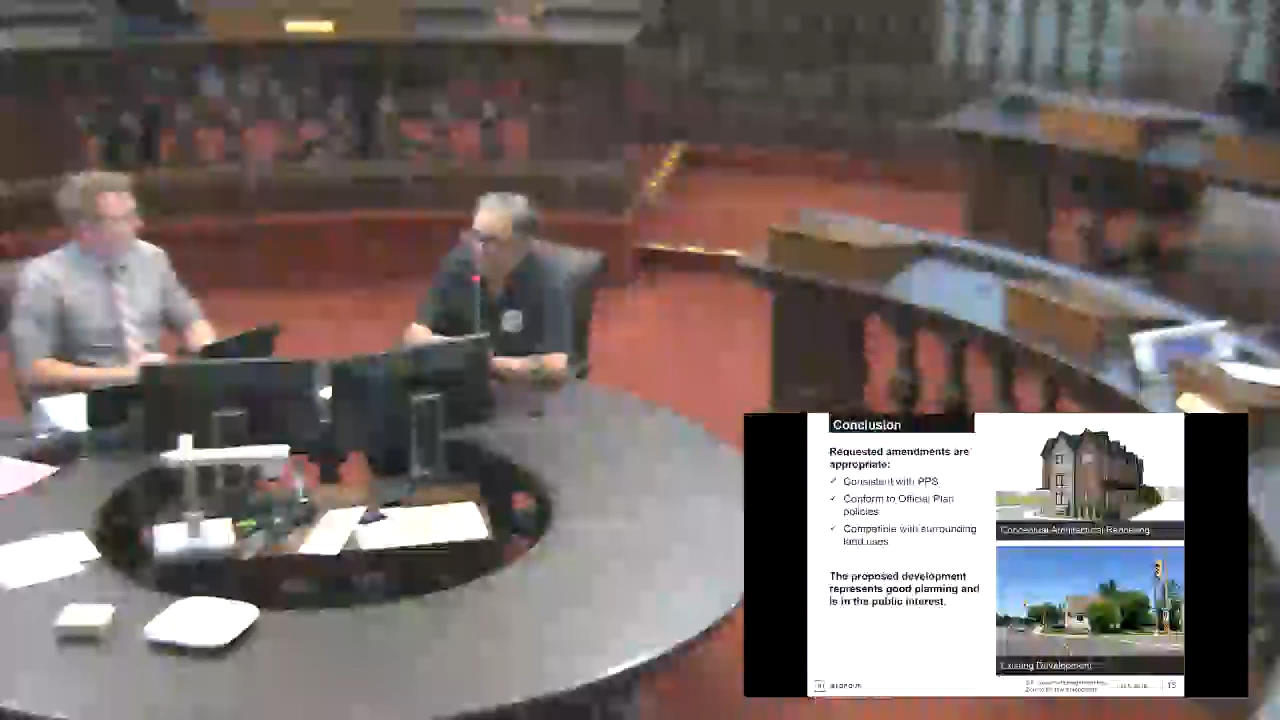 Conclusion
Requested amendments are
appropriate:
✓ Consistent with PPS
✓ Conform to Official Plan
policies
✓ Compatible with surrounding
land uses
The proposed development
represents good planning and
is in the public interest.
Conceptual Architectural Rendering
Existing Development
15